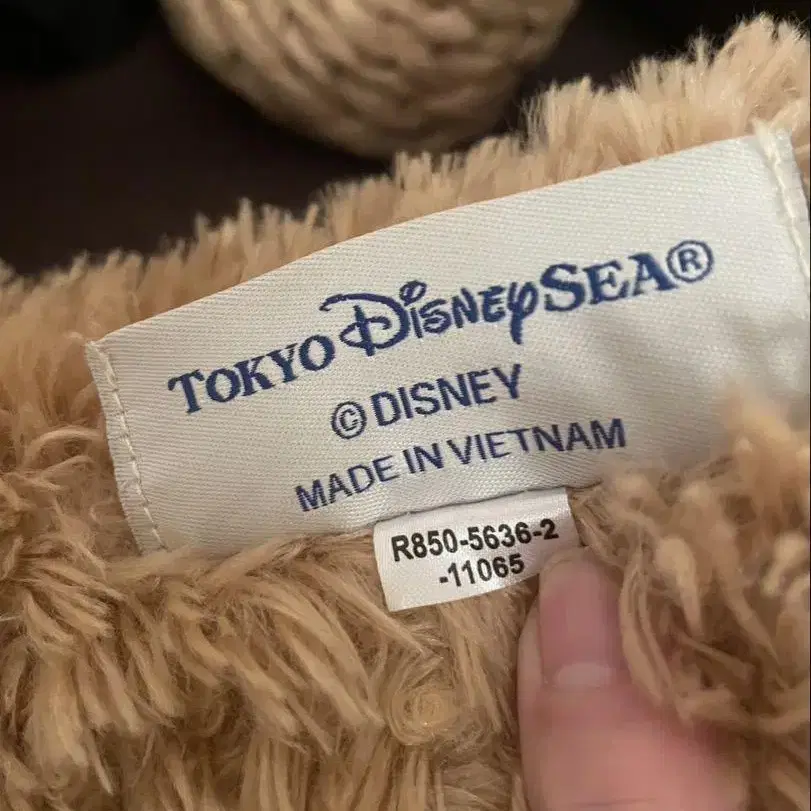 TOKYO DISNEYSEA®
© DISNEY
MADE IN VIETNAM
R850-5636-2
-11065